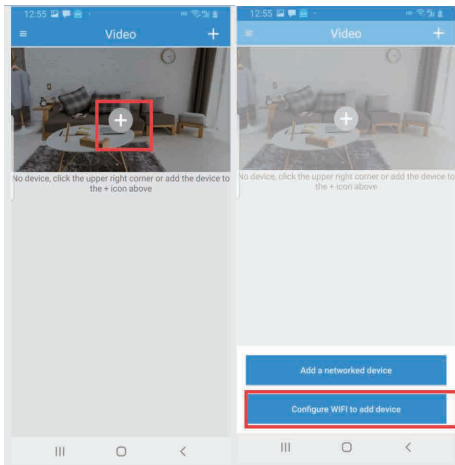 12:55
Video
No device, click the upper right corner or add the device to
the + icon above
12:55
Video
No device, click the upper right corner or add the device to
the + icon above
Add a networked device
Configure WIFI to add device